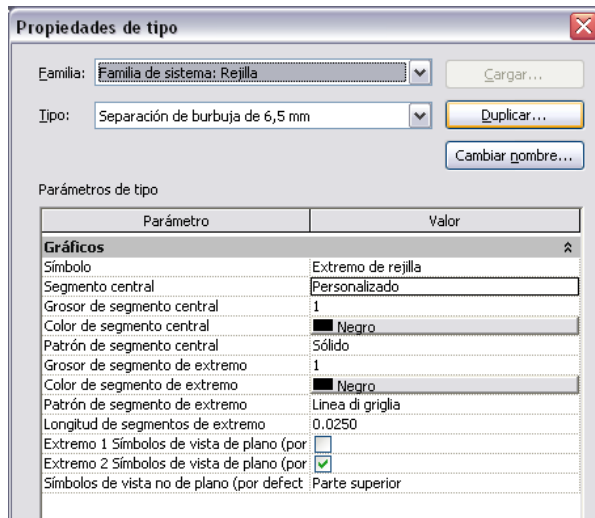 Propiedades de tipo
Familia: Familia de sistema: Rejilla Cargar...
Tipo: Separación de burbuja de 6,5 mm Duplicar...
Cambiar nombre...
Parámetros de tipo
Parámetro Valor
Gráficos
Símbolo Extremo de rejilla
Segmento central Personalizado
Grosor de segmento central 1
Color de segmento central Negro
Patrón de segmento central Sólido
Grosor de segmento de extremo 1
Color de segmento de extremo Negro
Patrón de segmento de extremo Linea di griglia
Longitud de segmentos de extremo 0.0250
Extremo 1 Símbolos de vista de plano (por
Extremo 2 Símbolos de vista de plano (por
Símbolos de vista no de plano (por defect Parte superior